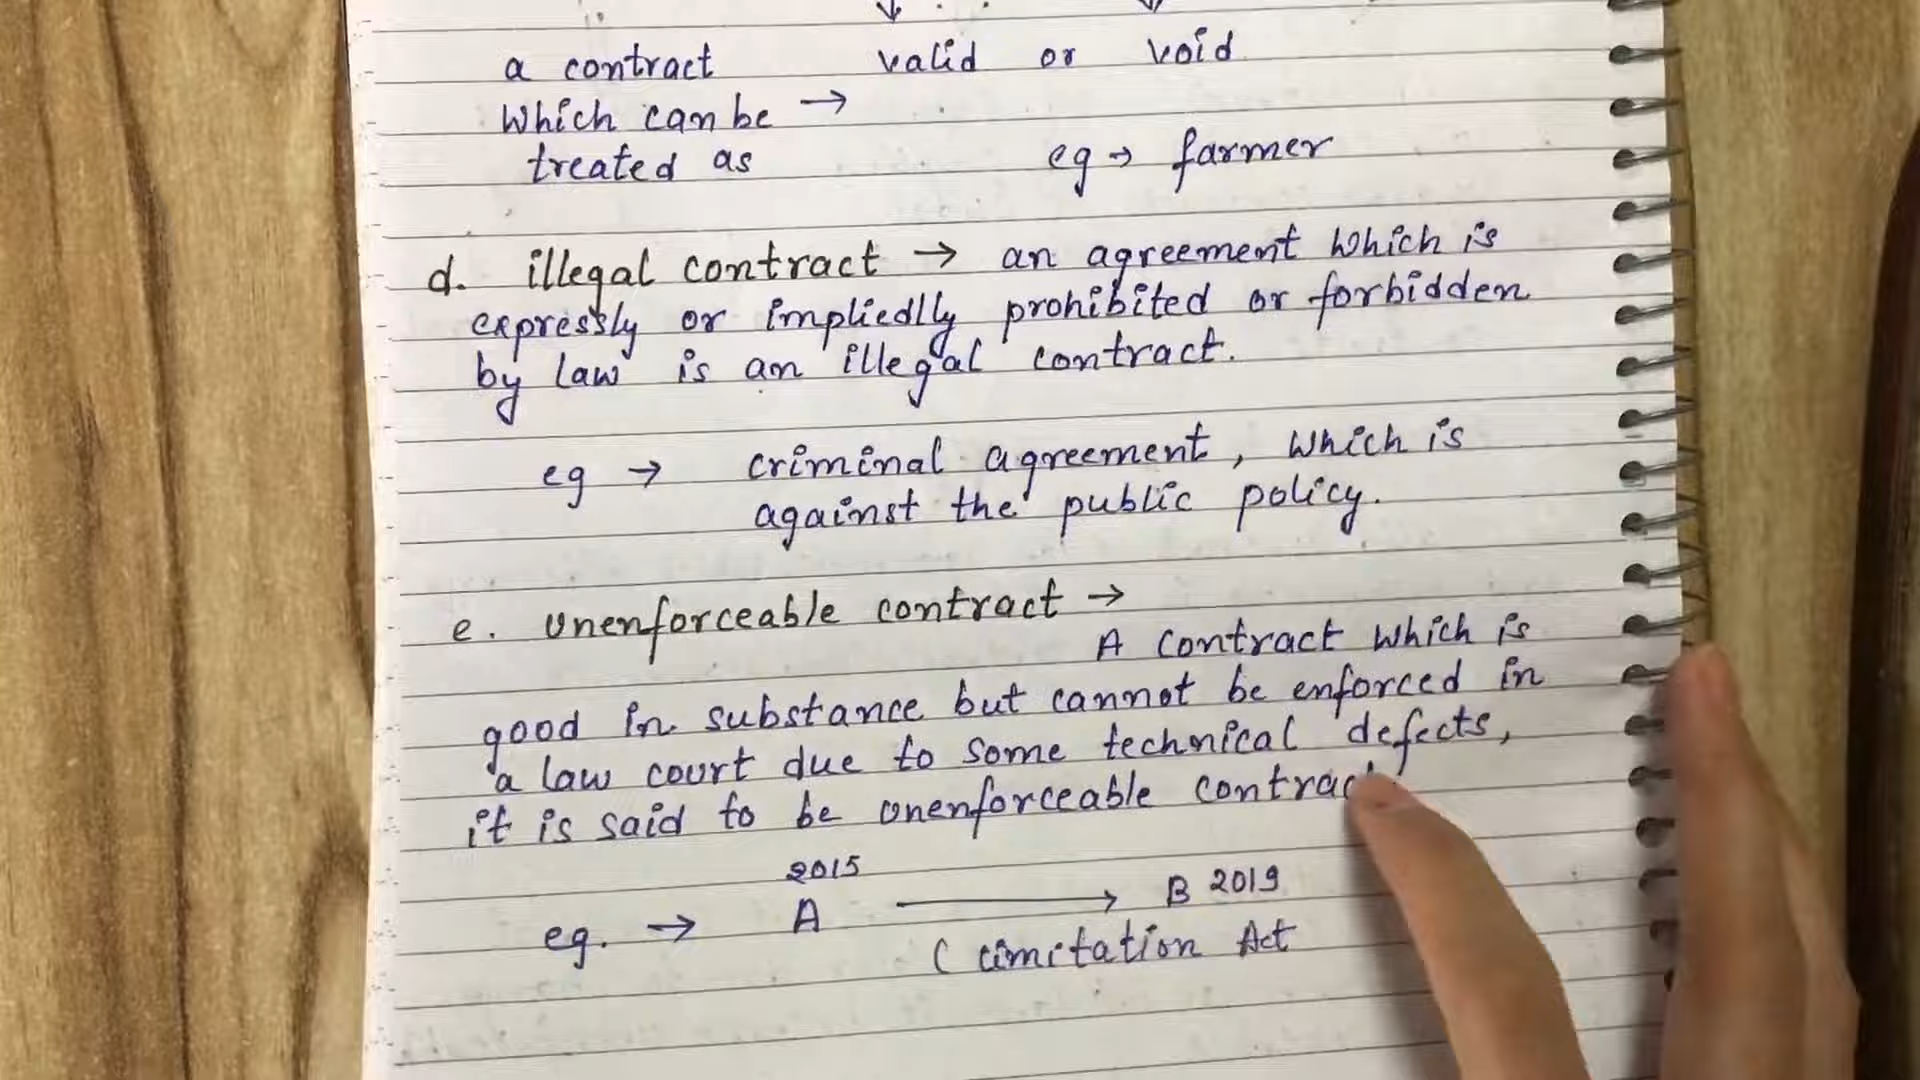 a contract valid or void
which can be →
treated as
eg → farmer
d. illegal contract → an agreement which is
expressly or impliedlly prohibited or forbidden
by law is an illegal contract.
eg → criminal agreement, which is
against the public policy.
e. unenforceable contract →
A contract which is
good in substance but cannot be enforced in
a law court due to some technical defects,
it is said to be unenforceable contract
2015
eg. → A → B 2019
( Limitation Act